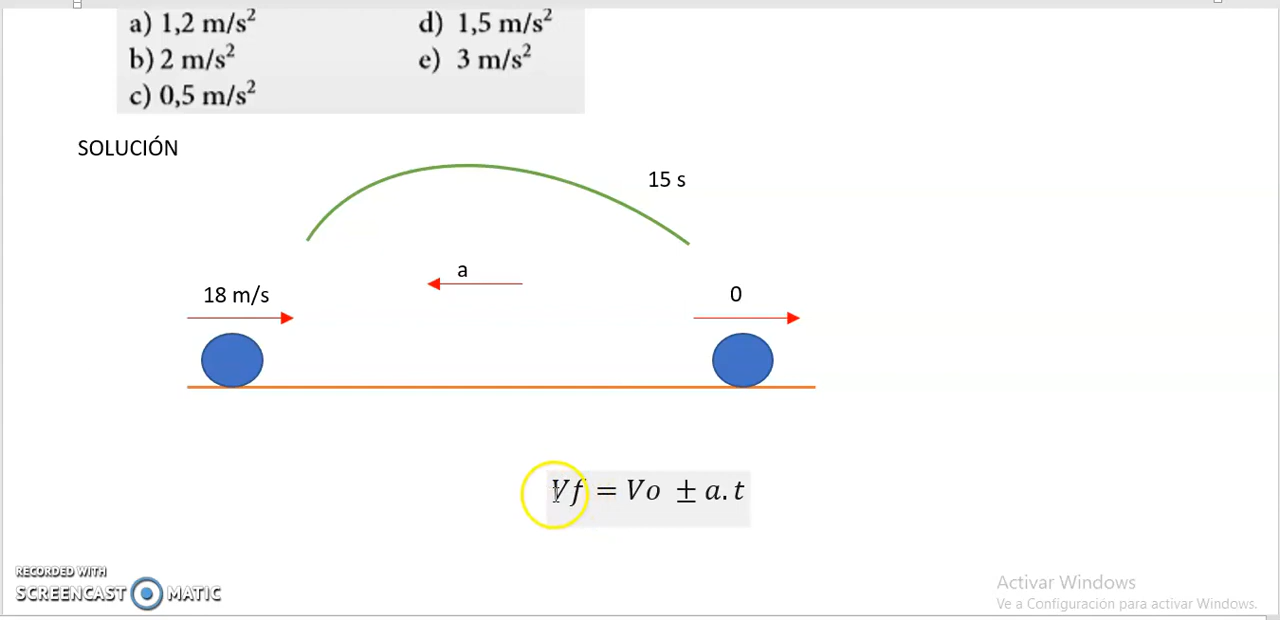 a) 1,2 m/s² d) 1,5 m/s²
b) 2 m/s² e) 3 m/s²
c) 0,5 m/s²
SOLUCIÓN
15 s
a
18 m/s
0
Vf = Vo ± a.t
RECORDED WITH
SCREENCAST MATIC
Activar Windows
Ve a Configuración para activar Windows.